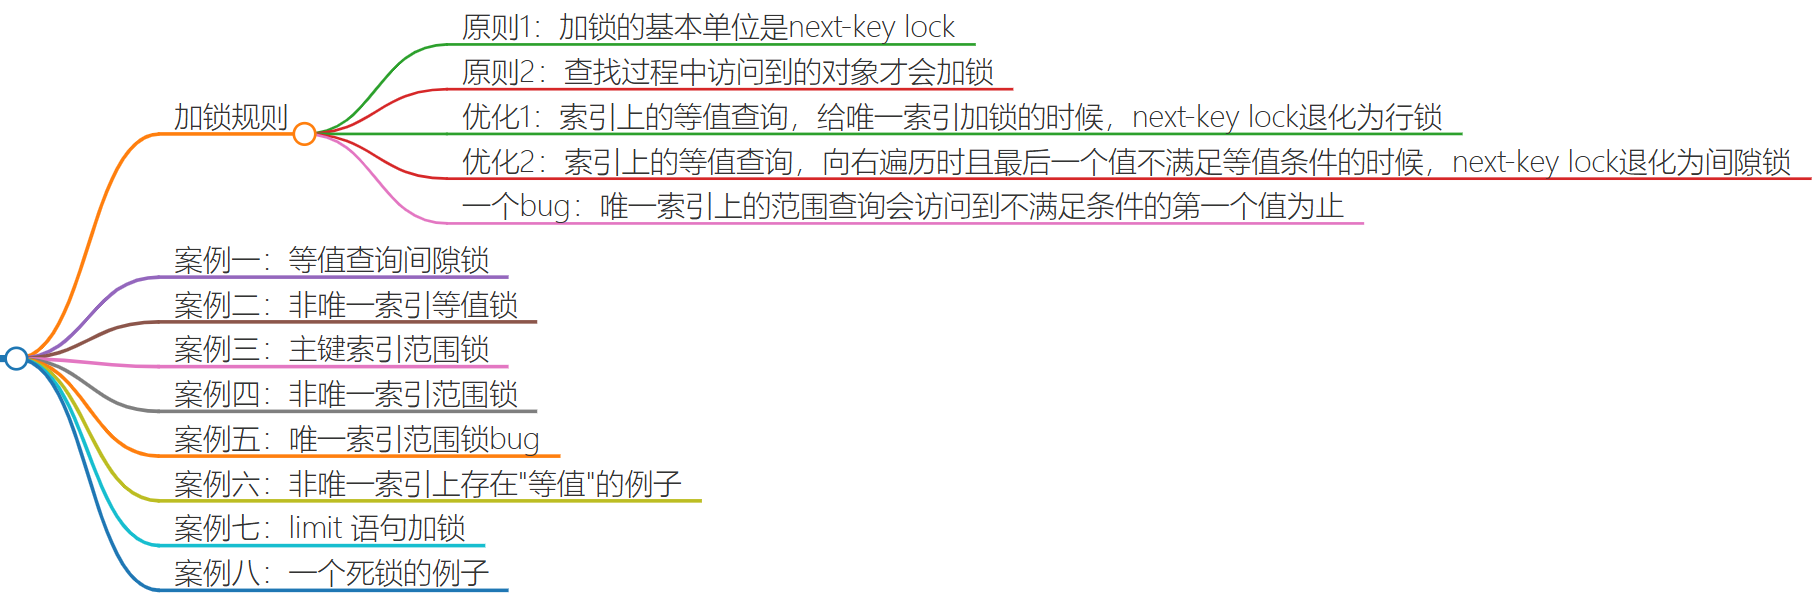 原则1：加锁的基本单位是next-key lock
原则2：查找过程中访问到的对象才会加锁
加锁规则
优化1：索引上的等值查询，给唯一索引加锁的时候，next-key lock退化为行锁
优化2：索引上的等值查询，向右遍历时且最后一个值不满足等值条件的时候，next-key lock退化为间隙锁
一个bug：唯一索引上的范围查询会访问到不满足条件的第一个值为止
案例一：等值查询间隙锁
案例二：非唯一索引等值锁
案例三：主键索引范围锁
案例四：非唯一索引范围锁
案例五：唯一索引范围锁bug
案例六：非唯一索引上存在"等值"的例子
案例七：limit 语句加锁
案例八：一个死锁的例子